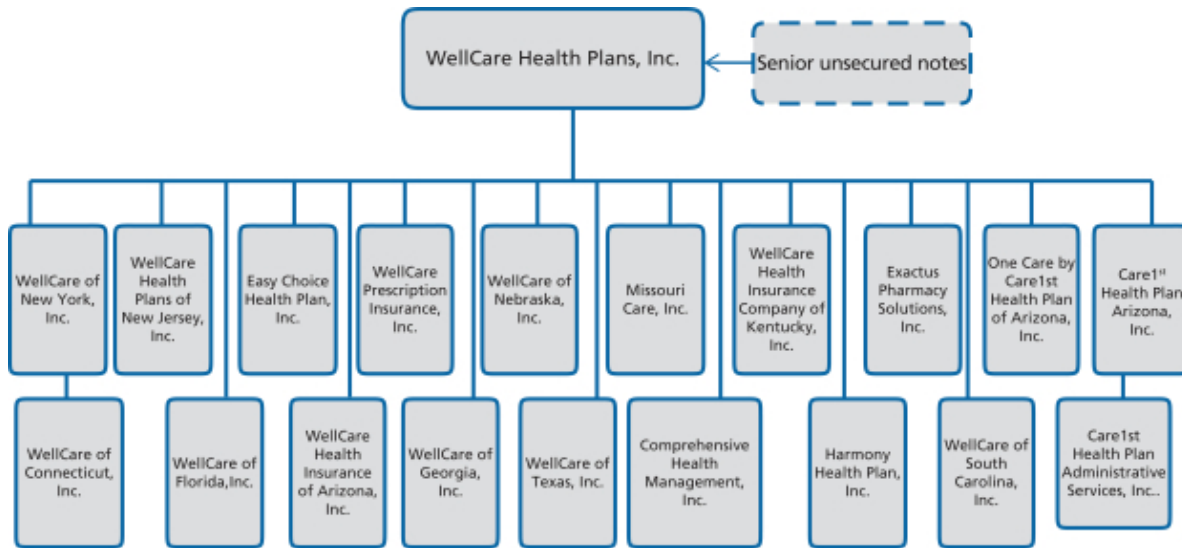 WellCare Health Plans, Inc.
Senior unsecured notes
WellCare of
New York,
Inc.
WellCare
Health
Plans of
New Jersey,
Inc.
Easy Choice
Health Plan,
Inc.
WellCare
Prescription
Insurance,
Inc.
WellCare of
Nebraska,
Inc.
Missouri
Care, Inc.
WellCare
Health
Insurance
Company of
Kentucky,
Inc.
Exactus
Pharmacy
Solutions,
Inc.
One Care by
Care1st
Health Plan
of Arizona,
Inc.
Care1st
Health Plan
Arizona,
Inc.
WellCare of
Connecticut,
Inc.
WellCare of
Florida,Inc.
WellCare
Health
Insurance
of Arizona,
Inc.
WellCare of
Georgia,
Inc.
WellCare of
Texas, Inc.
Comprehensive
Health
Management,
Inc.
Harmony
Health Plan,
Inc.
WellCare of
South
Carolina,
Inc.
Care1st
Health Plan
Administrative
Services, Inc..